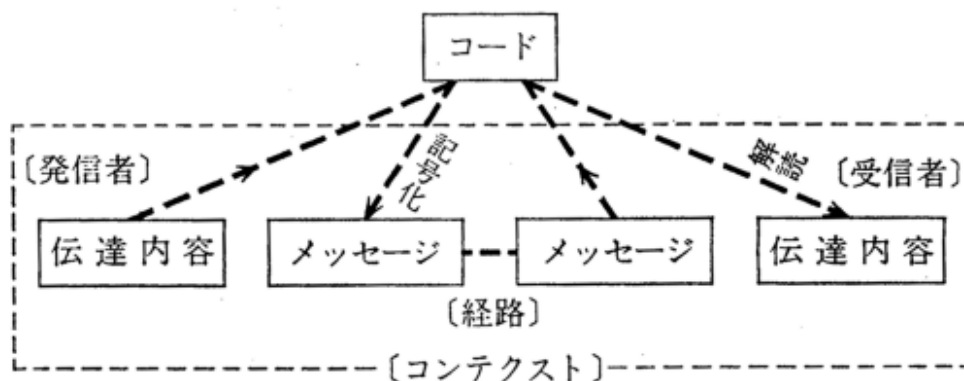 コード
〔発信者〕
記号化
解読
〔受信者〕
伝達内容
メッセージ
メッセージ
伝達内容
〔経路〕
〔コンテクスト〕